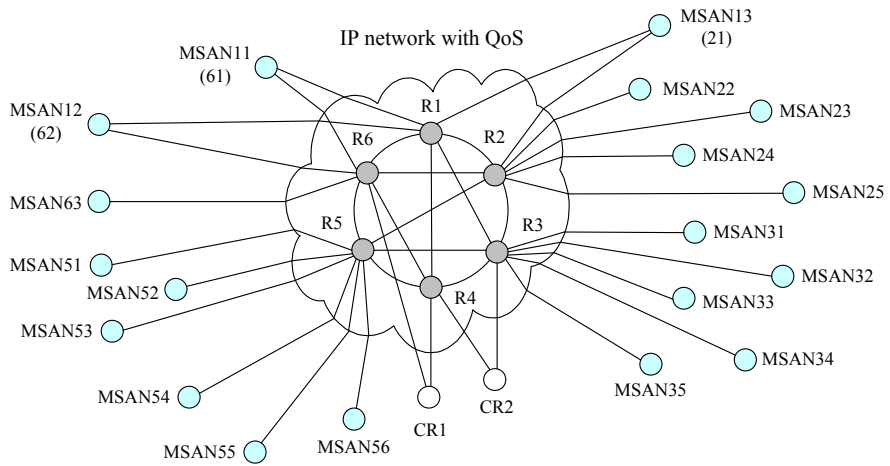 IP network with QoS
MSAN13
(21)
MSAN11
(61)
MSAN22
MSAN12
(62)
R1
MSAN23
R6
R2
MSAN24
MSAN63
MSAN25
R5
R3
MSAN31
MSAN51
MSAN32
MSAN52
R4
MSAN33
MSAN53
MSAN34
MSAN35
MSAN54
CR1
CR2
MSAN56
MSAN55